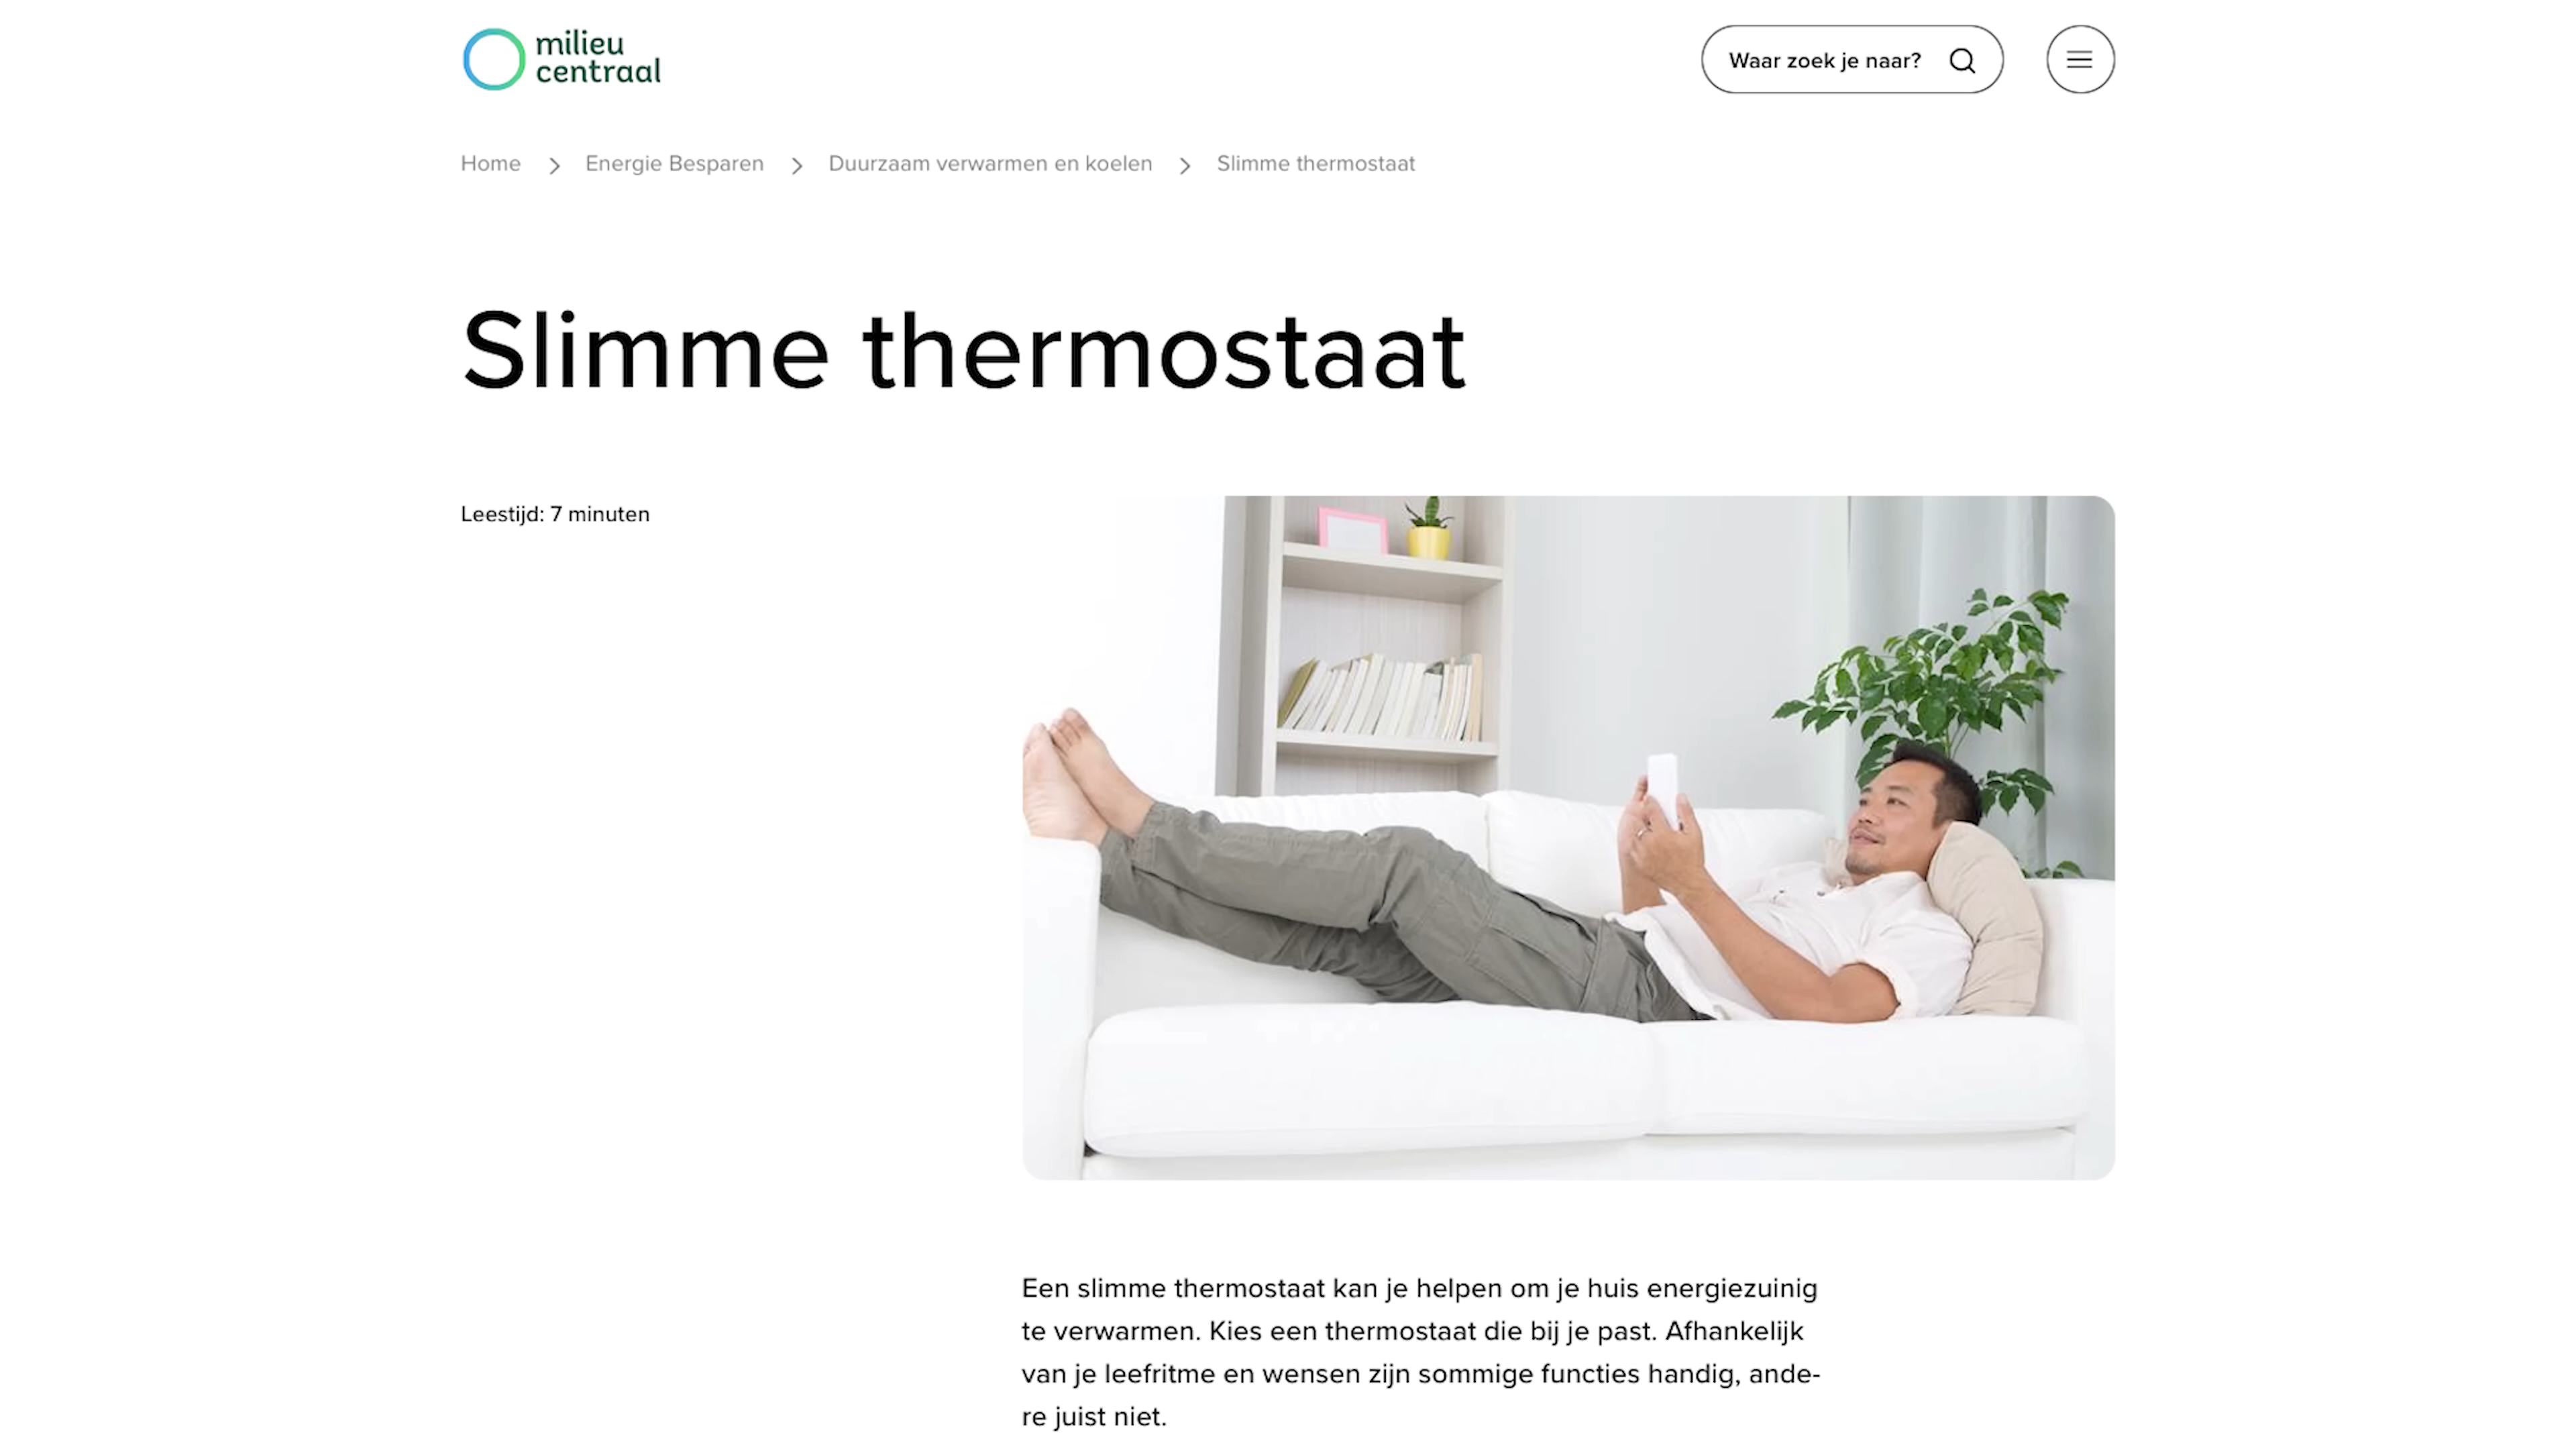 milieu
centraal
Waar zoek je naar?
Home
Energie Besparen
Duurzaam verwarmen en koelen
Slimme thermostaat
Slimme thermostaat
Leestijd: 7 minuten
Een slimme thermostaat kan je helpen om je huis energiezuinig
te verwarmen. Kies een thermostaat die bij je past. Afhankelijk
van je leefritme en wensen zijn sommige functies handig, ande-
re juist niet.